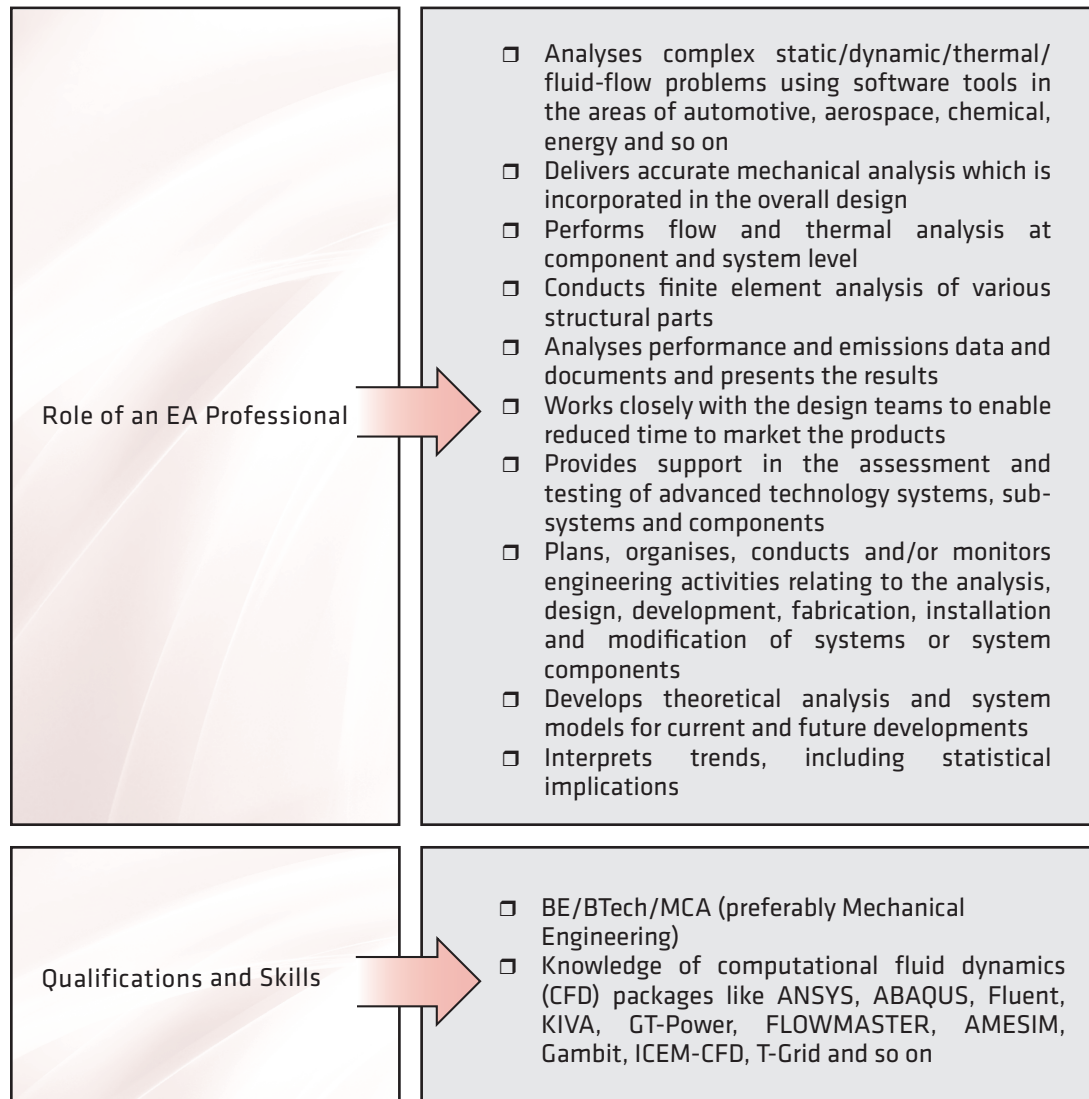 Role of an EA Professional
❒ Analyses complex static/dynamic/thermal/
fluid-flow problems using software tools in
the areas of automotive, aerospace, chemical,
energy and so on
❒ Delivers accurate mechanical analysis which is
incorporated in the overall design
❒ Performs flow and thermal analysis at
component and system level
❒ Conducts finite element analysis of various
structural parts
❒ Analyses performance and emissions data and
documents and presents the results
❒ Works closely with the design teams to enable
reduced time to market the products
❒ Provides support in the assessment and
testing of advanced technology systems, sub-
systems and components
❒ Plans, organises, conducts and/or monitors
engineering activities relating to the analysis,
design, development, fabrication, installation
and modification of systems or system
components
❒ Develops theoretical analysis and system
models for current and future developments
❒ Interprets trends, including statistical
implications
Qualifications and Skills
❒ BE/BTech/MCA (preferably Mechanical
Engineering)
❒ Knowledge of computational fluid dynamics
(CFD) packages like ANSYS, ABAQUS, Fluent,
KIVA, GT-Power, FLOWMASTER, AMESIM,
Gambit, ICEM-CFD, T-Grid and so on